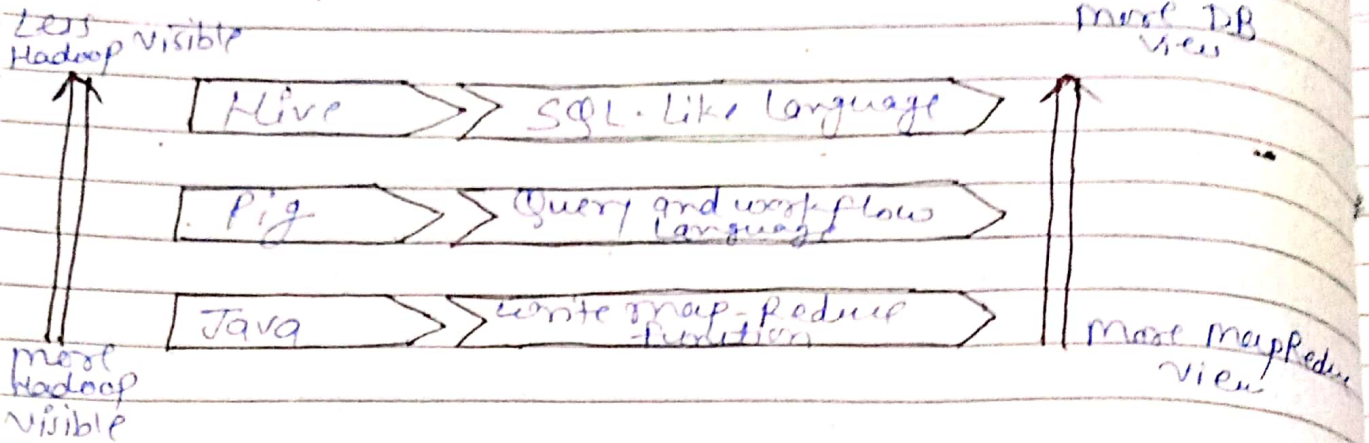 Less
Hadoop Visible
More DB
View
Hive
SQL-Like Language
Pig
Query and workflow
Language
Java
Write Map-Reduce
Function
More
Hadoop
Visible
More MapReduce
View